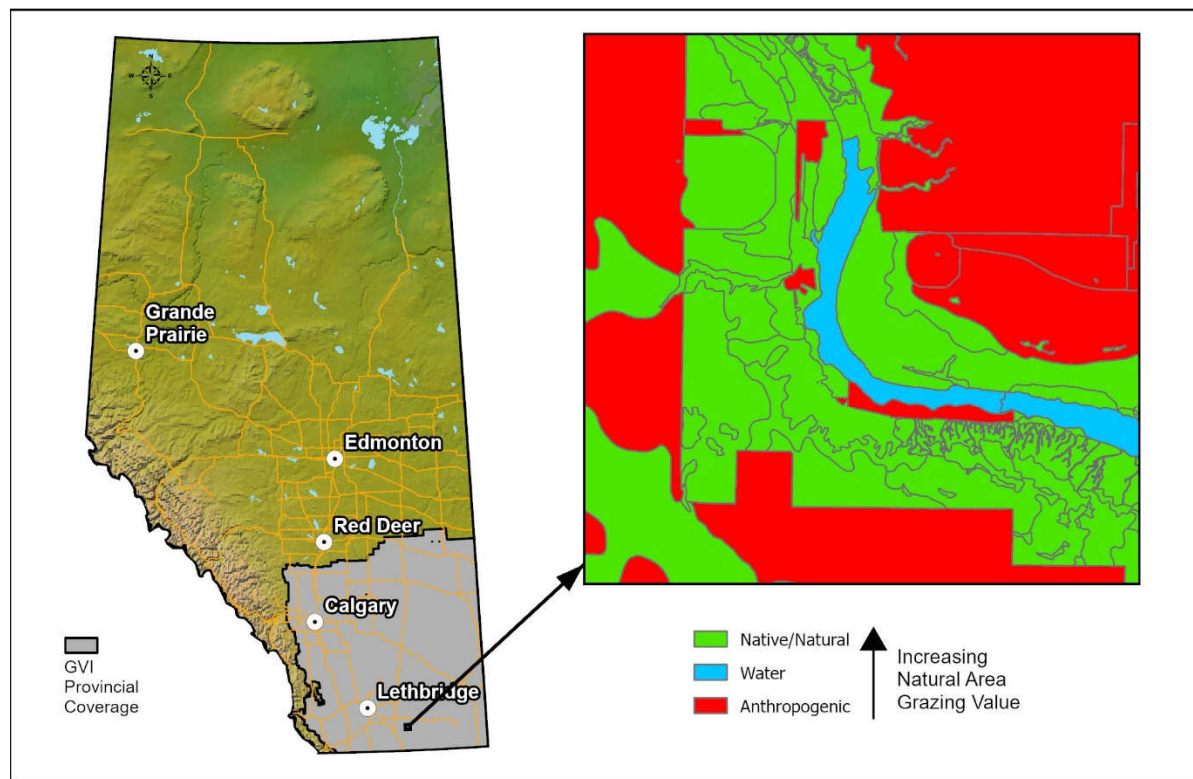 N
W E
S
Grande
Prairie
Edmonton
Red Deer
Calgary
Lethbridge
GVI
Provincial
Coverage
Native/Natural
Water
Anthropogenic
Increasing
Natural Area
Grazing Value